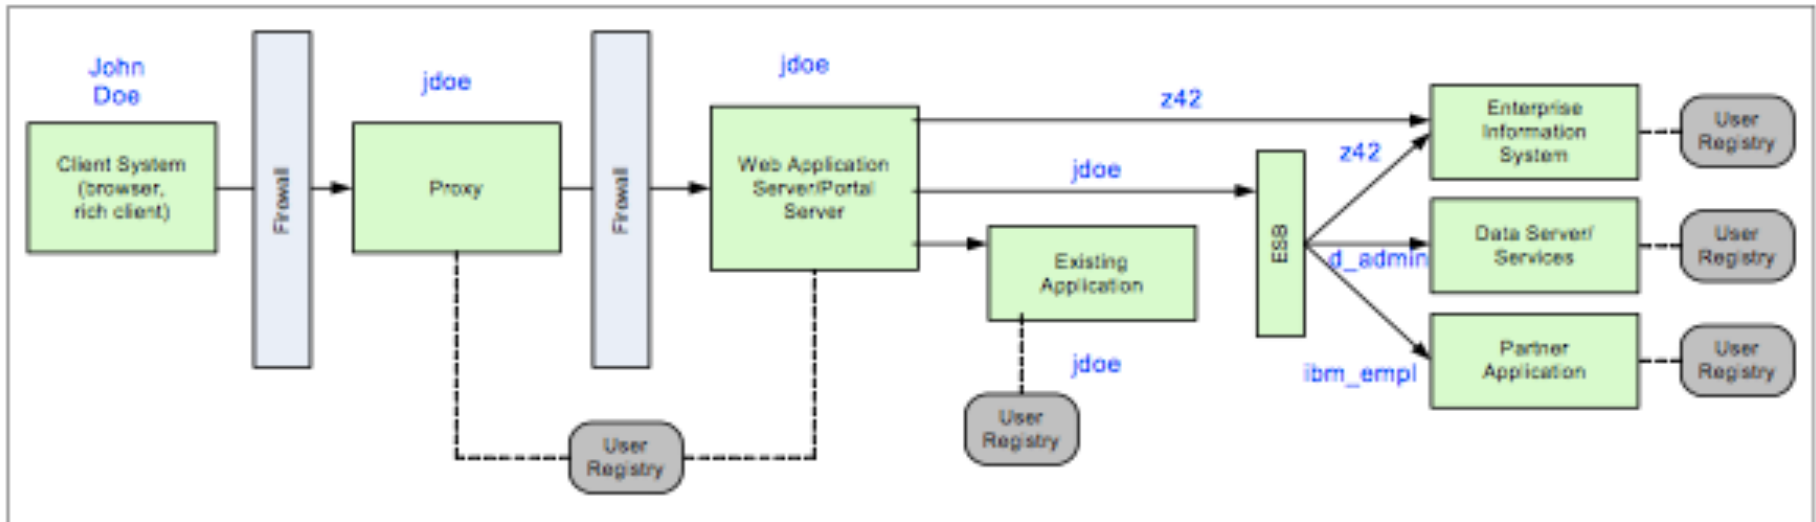 John
Doe
Client System
(browser,
rich client)
Firewall
jdoe
Proxy
Firewall
jdoe
Web Application
Server/Portal
Server
User
Registry
z42
jdoe
Existing
Application
jdoe
User
Registry
ESB
z42
d_admin
ibm_empl
Enterprise
Information
System
User
Registry
Data Server/
Services
User
Registry
Partner
Application
User
Registry